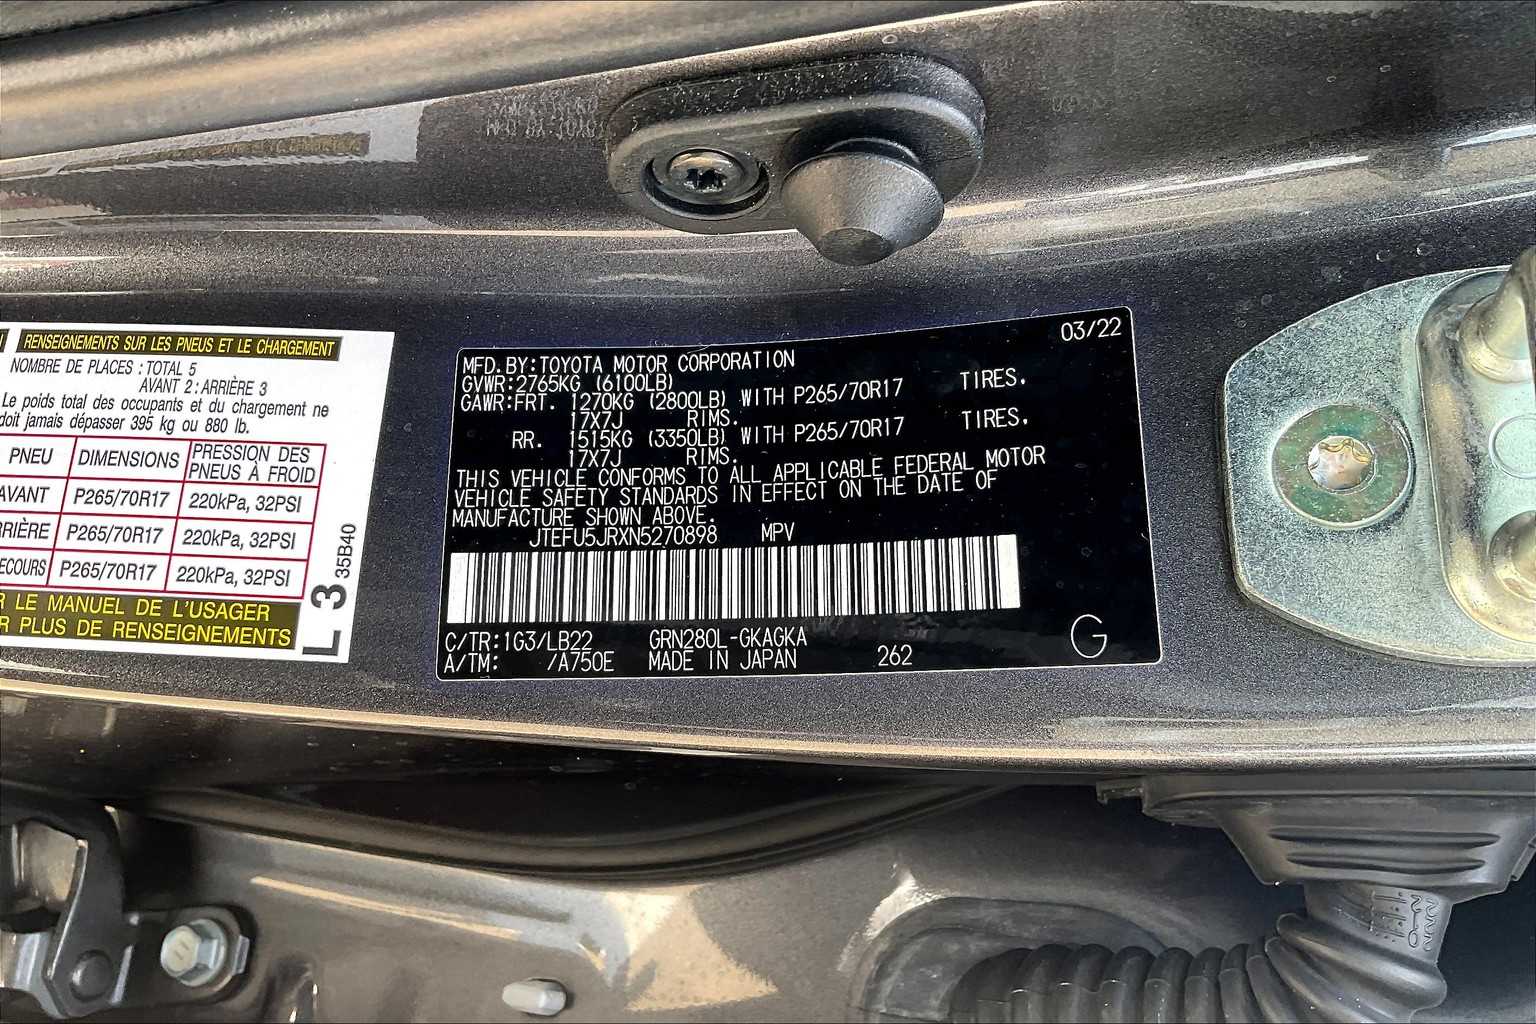 RENSEIGNEMENTS SUR LES PNEUS ET LE CHARGEMENT
NOMBRE DE PLACES : TOTAL 5
AVANT 2 : ARRIÈRE 3
Le poids total des occupants et du chargement ne
doit jamais dépasser 395 kg ou 880 lb.
PNEU DIMENSIONS PRESSION DES PNEUS À FROID
AVANT P265/70R17 220kPa, 32PSI
RRIÈRE P265/70R17 220kPa, 32PSI
ECOURS P265/70R17 220kPa, 32PSI
R LE MANUEL DE L'USAGER
R PLUS DE RENSEIGNEMENTS
L 3 35B40
03/22
MFD.BY:TOYOTA MOTOR CORPORATION
GVWR:2765KG (6100LB)
GAWR:FRT. 1270KG (2800LB) WITH P265/70R17 TIRES.
17X7J RIMS.
RR. 1515KG (3350LB) WITH P265/70R17 TIRES.
17X7J RIMS.
THIS VEHICLE CONFORMS TO ALL APPLICABLE FEDERAL MOTOR
VEHICLE SAFETY STANDARDS IN EFFECT ON THE DATE OF
MANUFACTURE SHOWN ABOVE.
JTEFU5JRXN5270898 MPV
C/TR:1G3/LB22 GRN280L-GKAGKA
A/TM: /A750E MADE IN JAPAN 262
G